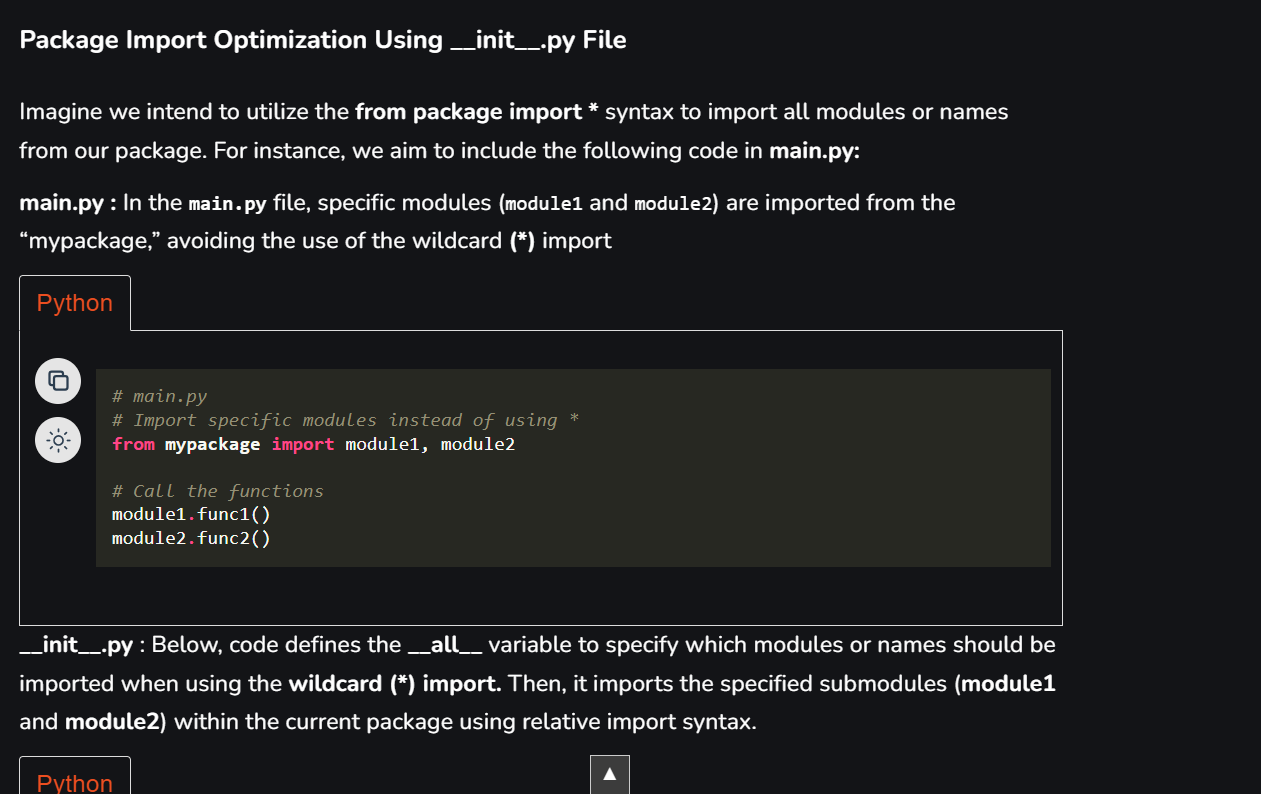 Package Import Optimization Using __init__.py File
Imagine we intend to utilize the from package import * syntax to import all modules or names
from our package. For instance, we aim to include the following code in main.py:
main.py : In the main.py file, specific modules (module1 and module2) are imported from the
“mypackage,” avoiding the use of the wildcard (*) import
Python
# main.py
# Import specific modules instead of using *
from mypackage import module1, module2
# Call the functions
module1.func1()
module2.func2()
__init__.py : Below, code defines the __all__ variable to specify which modules or names should be
imported when using the wildcard (*) import. Then, it imports the specified submodules (module1
and module2) within the current package using relative import syntax.
Python